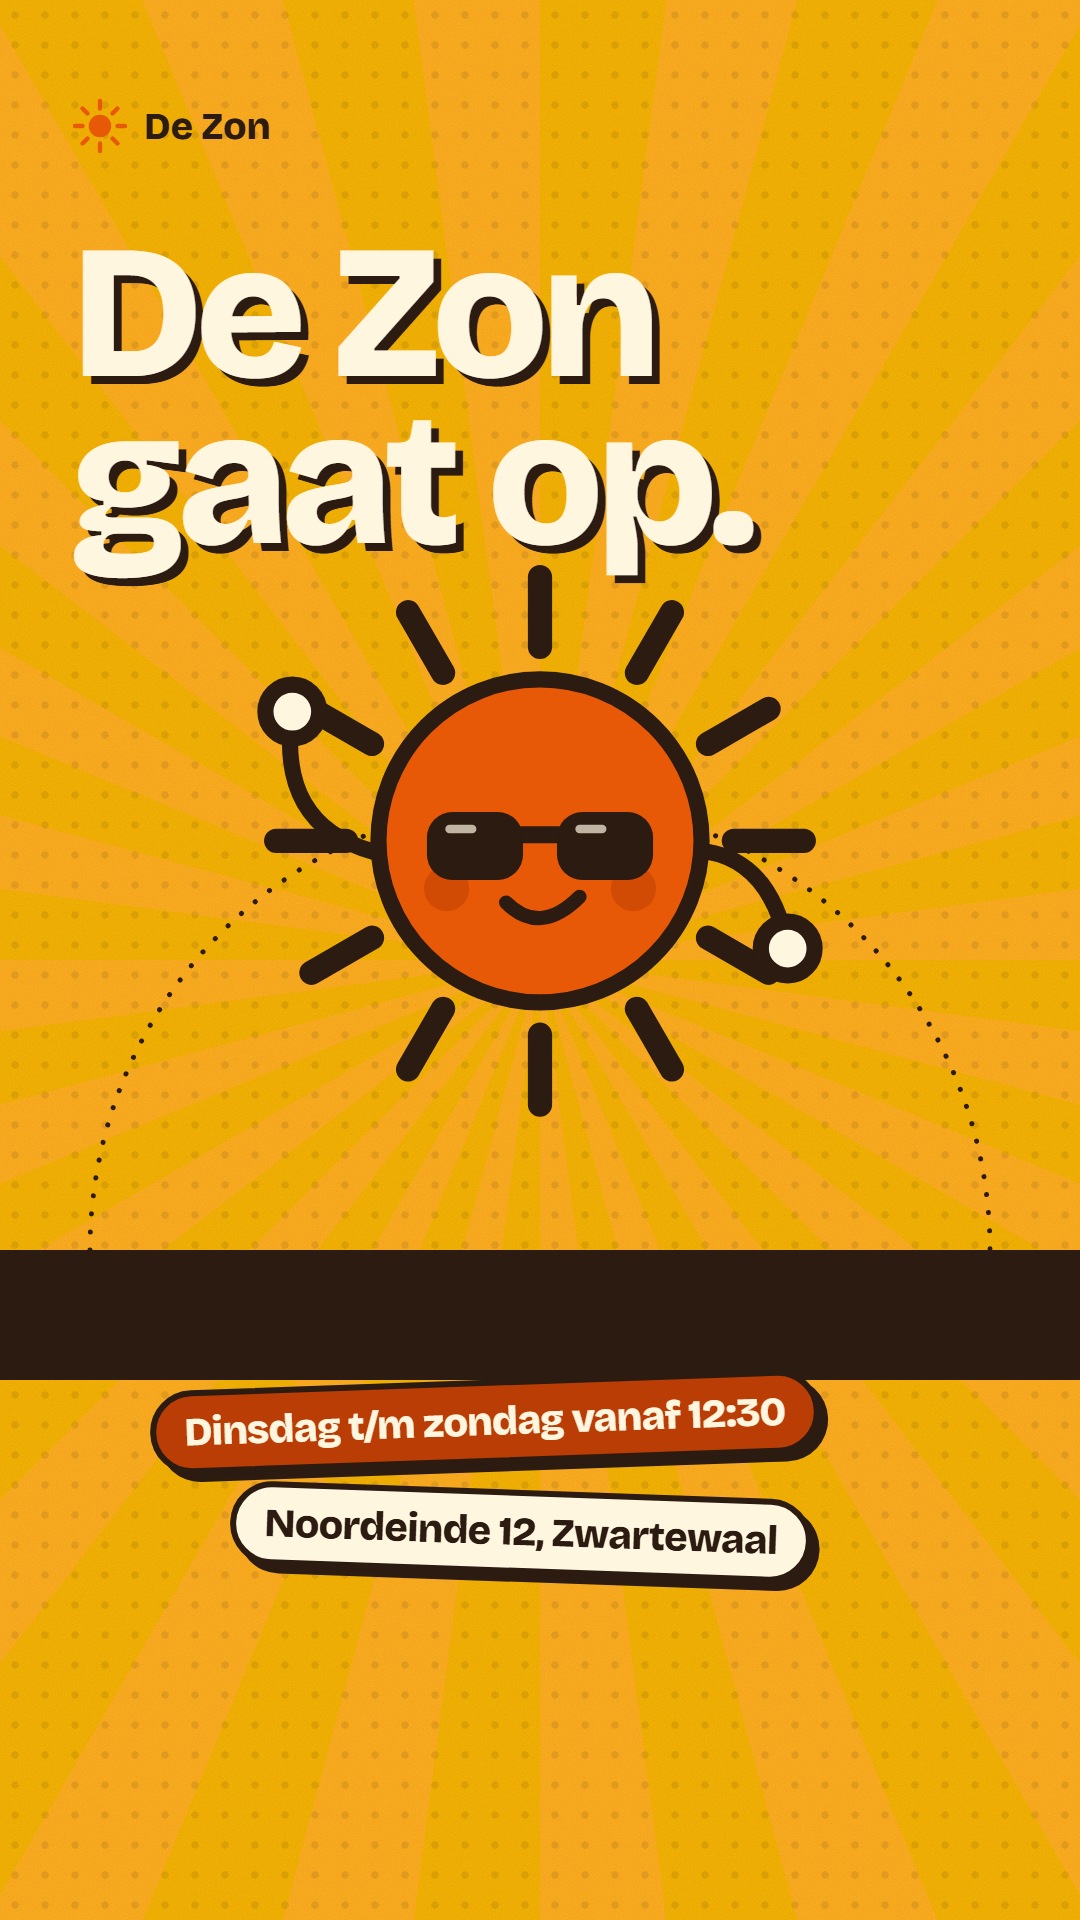 De Zon
De Zon
gaat op.
Dinsdag t/m zondag vanaf 12:30
Noordeinde 12, Zwartewaal